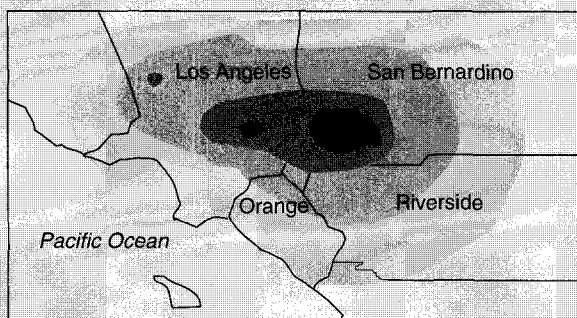 Los Angeles
San Bernardino
Orange
Riverside
Pacific Ocean